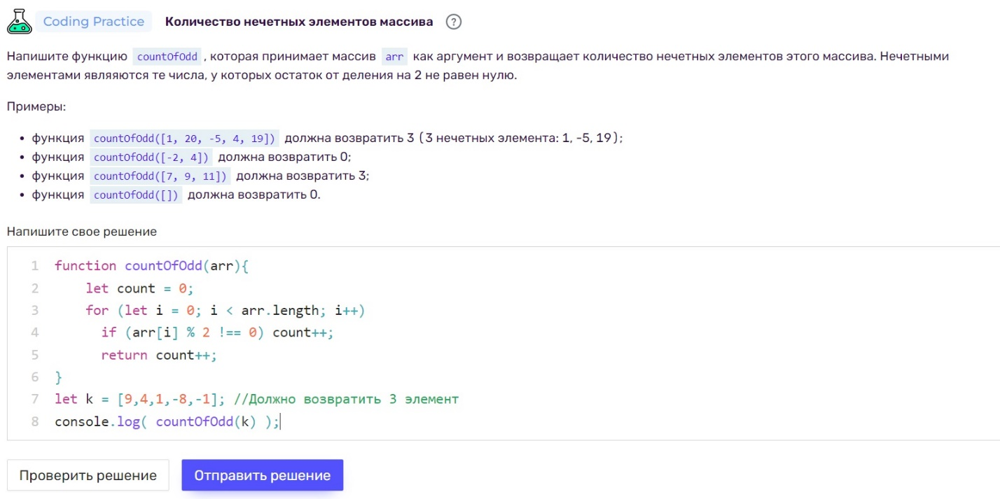 Coding Practice Количество нечетных элементов массива ?
Напишите функцию countOfOdd , которая принимает массив arr как аргумент и возвращает количество нечетных элементов этого массива. Нечетными
элементами являяются те числа, у которых остаток от деления на 2 не равен нулю.
Примеры:
• функция countOfOdd([1, 20, -5, 4, 19]) должна возвратить 3 (3 нечетных элемента: 1, -5, 19);
• функция countOfOdd([-2, 4]) должна возвратить 0;
• функция countOfOdd([7, 9, 11]) должна возвратить 3;
• функция countOfOdd([]) должна возвратить 0.
Напишите свое решение
1 function countOfOdd(arr){
2 let count = 0;
3 for (let i = 0; i < arr.length; i++)
4 if (arr[i] % 2 !== 0) count++;
5 return count++;
6 }
7 let k = [9,4,1,-8,-1]; //Должно возвратить 3 элемент
8 console.log( countOfOdd(k) );
Проверить решение Отправить решение